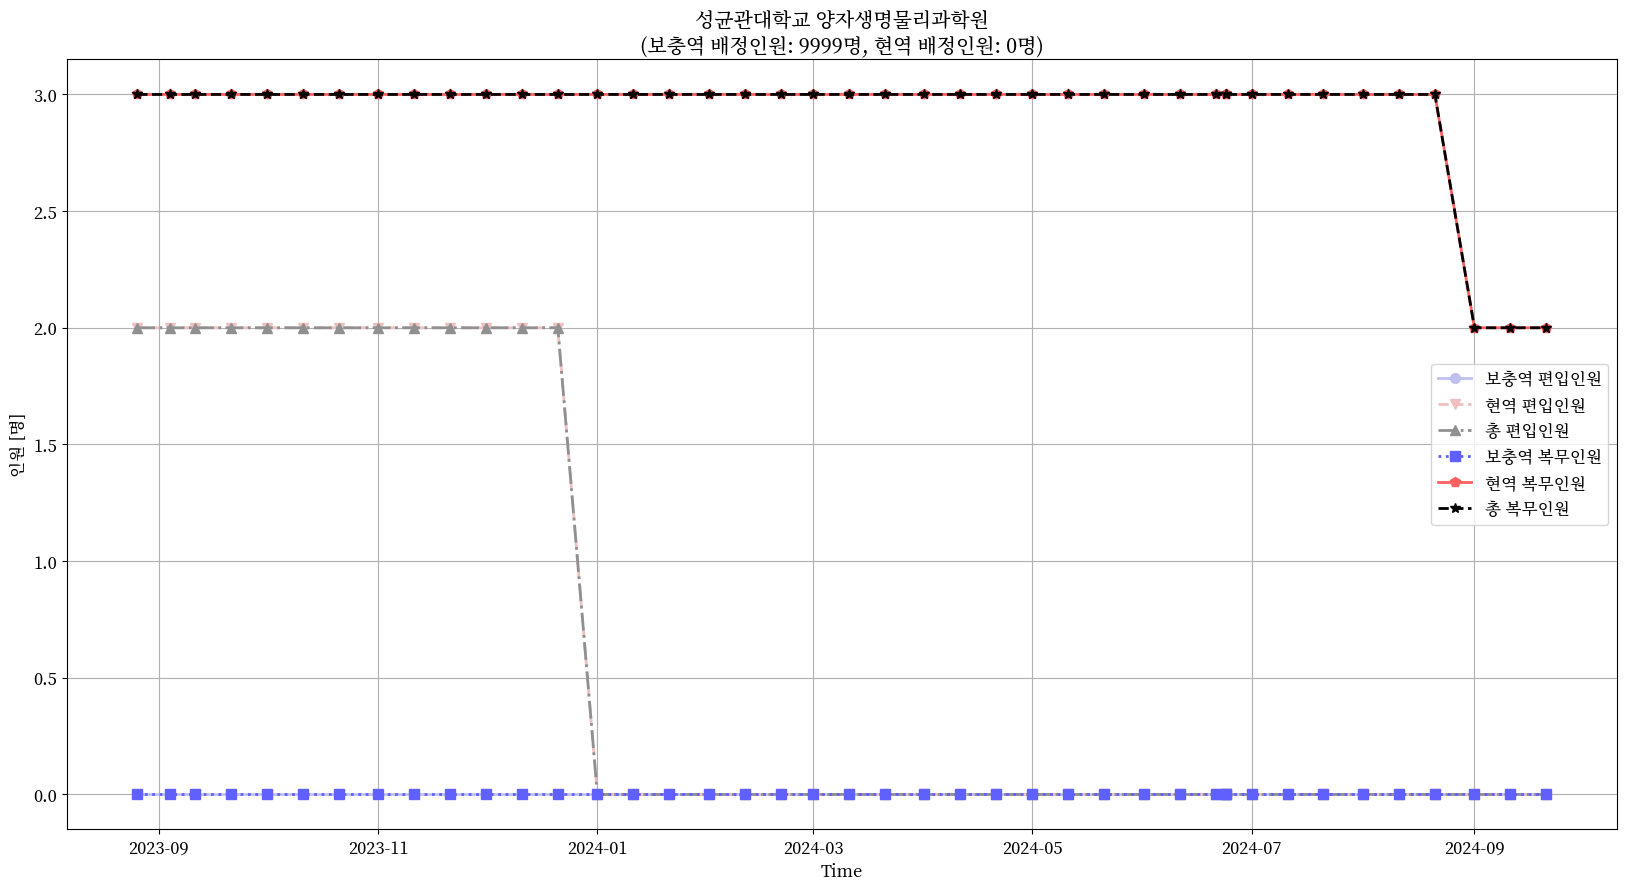 성균관대학교 양자생명물리과학원
(보충역 배정인원: 9999명, 현역 배정인원: 0명)
3.0
2.5
2.0
1.5
1.0
0.5
0.0
인원 [명]
보충역 편입인원
현역 편입인원
총 편입인원
보충역 복무인원
현역 복무인원
총 복무인원
2023-09
2023-11
2024-01
2024-03
2024-05
2024-07
2024-09
Time